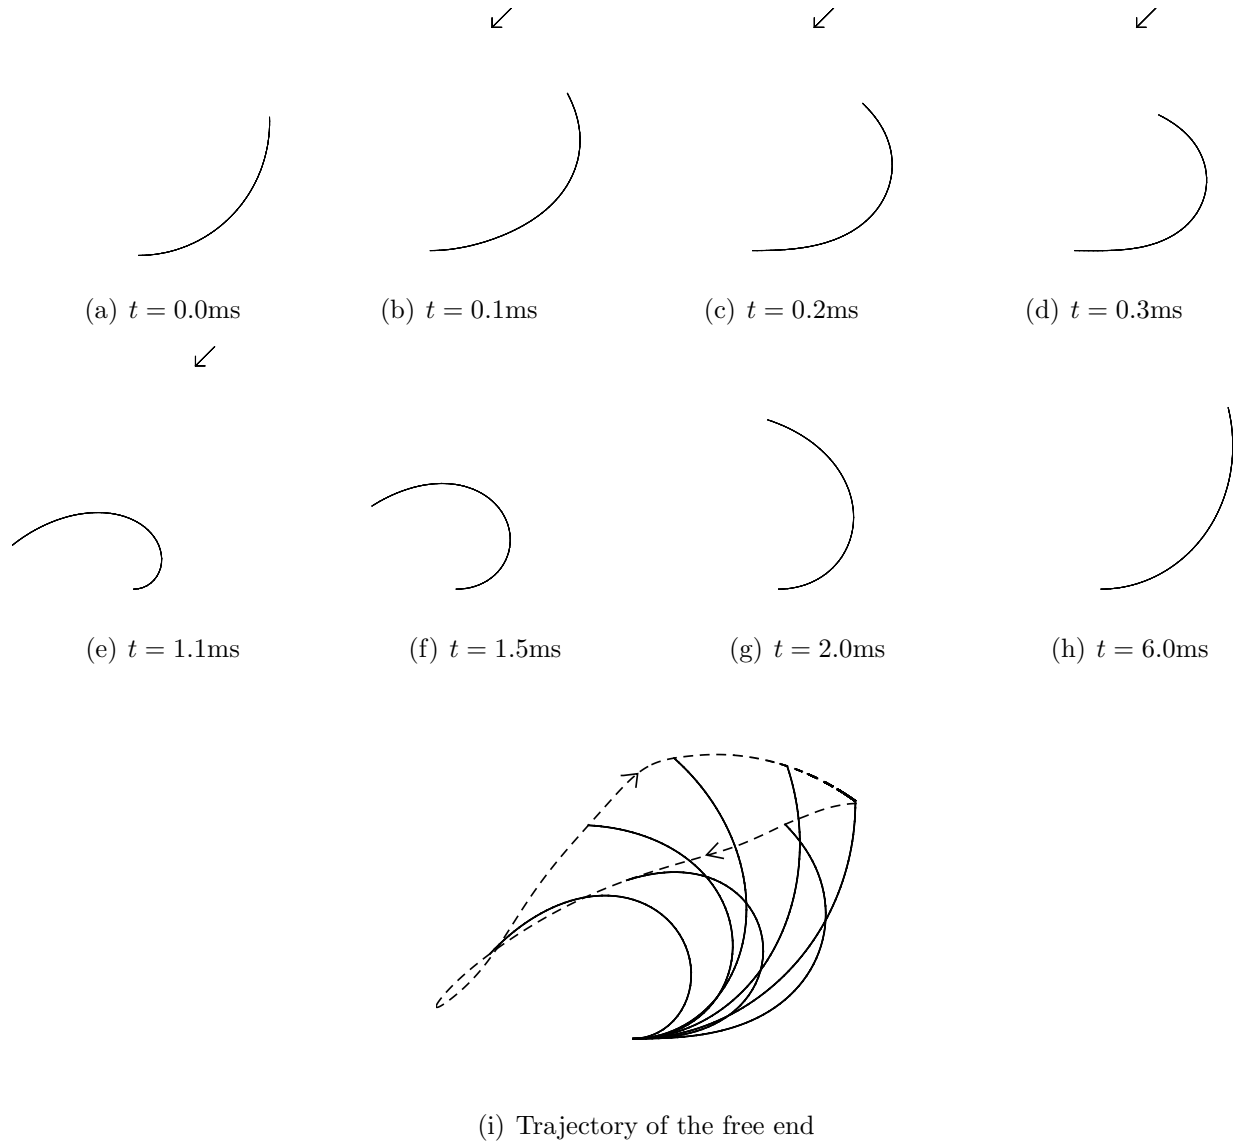 (a) t = 0.0ms
(b) t = 0.1ms
(c) t = 0.2ms
(d) t = 0.3ms
(e) t = 1.1ms
(f) t = 1.5ms
(g) t = 2.0ms
(h) t = 6.0ms
(i) Trajectory of the free end